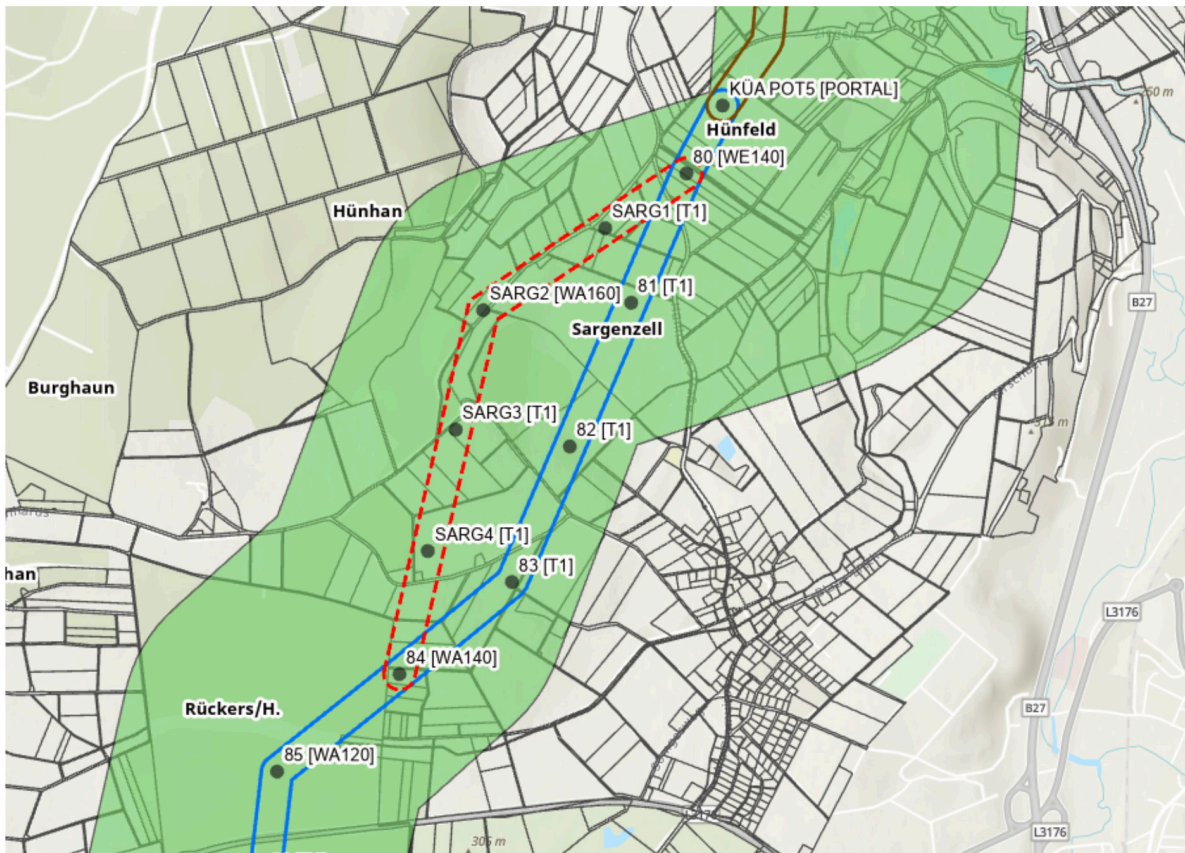 KÜA POT5 [PORTAL]
Hünfeld
80 [WE140]
Hünhan
SARG1 [T1]
SARG2 [WA160]
81 [T1]
B27
Sargenzell
Burghaun
SARG3 [T1]
82 [T1]
SARG4 [T1]
83 [T1]
han
L3176
84 [WA140]
Rückers/H.
B27
85 [WA120]
L3176
305 m